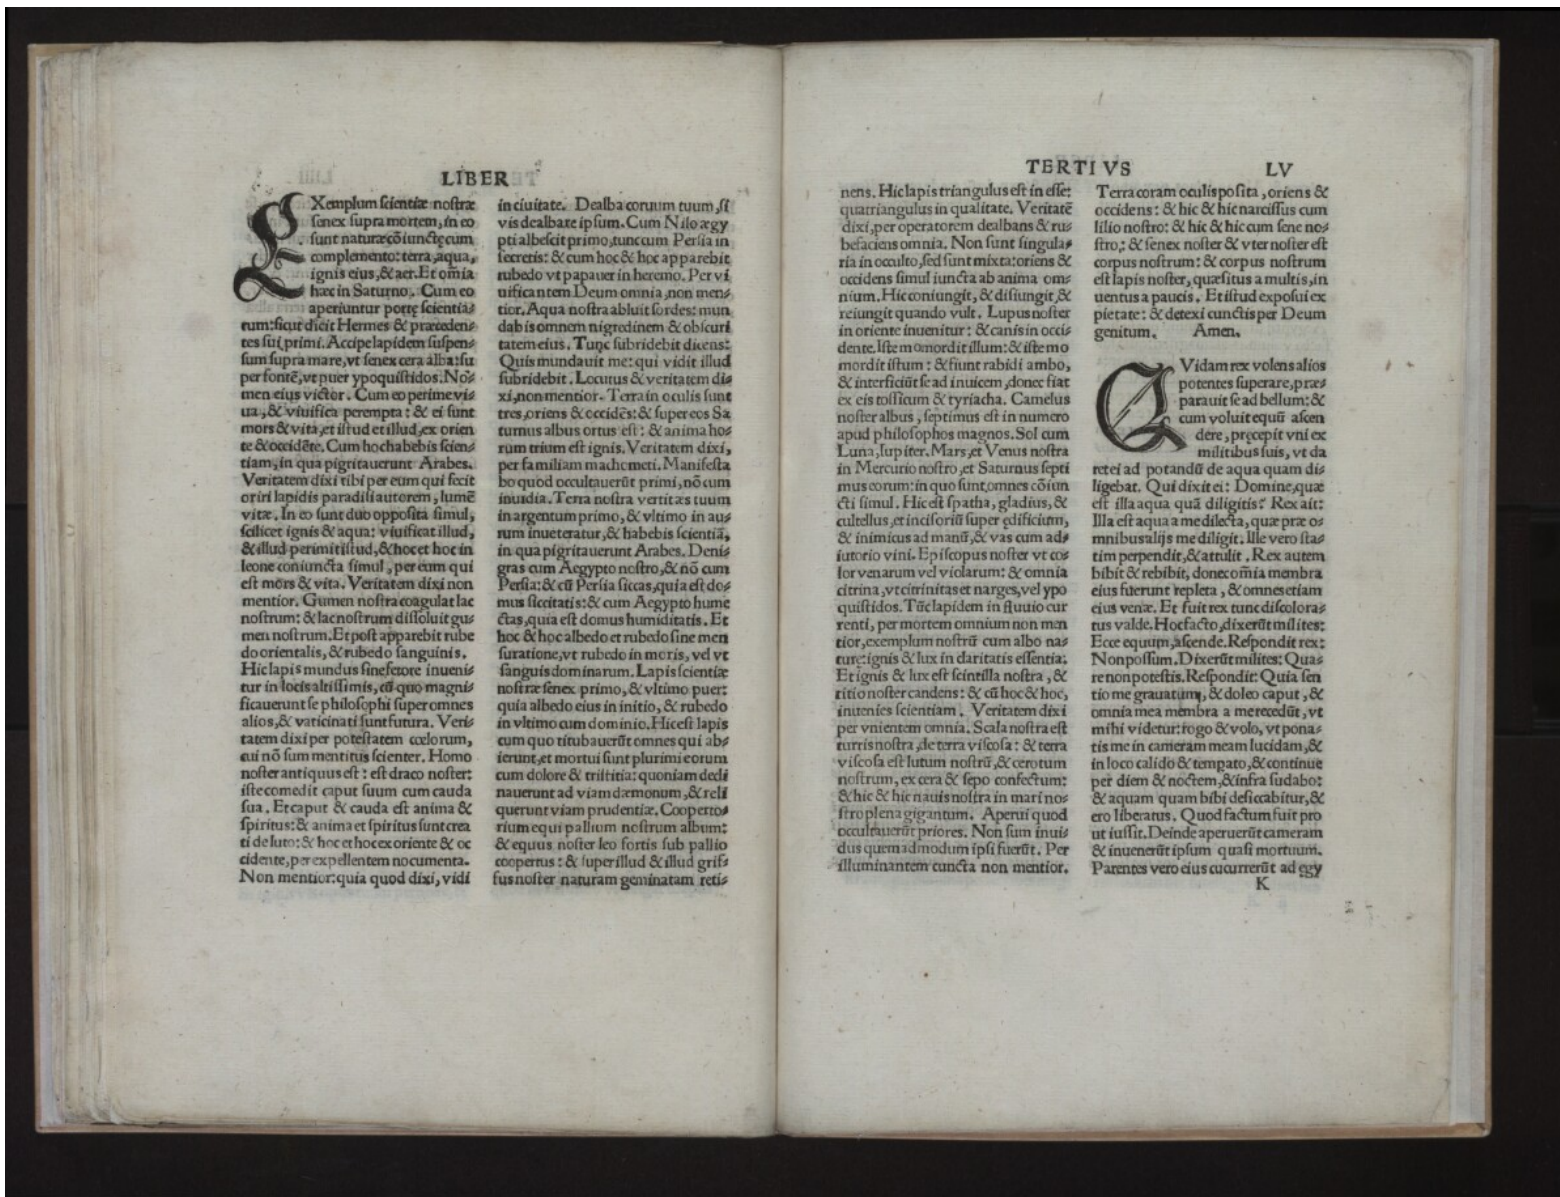 LIBER
EXemplum scientiæ nostræ
senex supra mortem, in eo
sunt naturæ cōiunctę cum
complemento: terra, aqua,
ignis eius, & aer. Et om̄ia
hæc in Saturno. Cum eo
aperiuntur portę scientia-
rum: sicut dicit Hermes & præceden-
tes sui primi. Accipe lapidem suspen-
sum supra mare, vt senex cera alba: su
per fontē, vt puer ypoquistidos. No-
men eius victor. Cum eo perime vi-
ua, & viuifica perempta: & ei sunt
mors & vita, et istud et illud, ex orien
te & occidēte. Cum hoc habebis scien-
tiam, in qua pigritauerunt Arabes.
Veritatem dixi tibi per eum qui fecit
oriri lapidis paradisi autorem, lumē
vitæ. In eo sunt duo opposita simul,
scilicet ignis & aqua: viuificat illud,
& illud perimit istud, & hoc et hoc in
leone coniuncta simul, per eum qui
est mors & vita. Veritatem dixi non
mentior. Gumen nostra coagulat lac
nostrum: & lac nostrum dissoluit gu-
men nostrum. Et post apparebit rube
do orientalis, & rubedo sanguinis.
Hic lapis mundus sine fetore inueni-
tur in locis altissimis, cū quo magni-
ficauerunt se philosophi super omnes
alios, & vaticinati sunt futura. Veri-
tatem dixi per potestatem cœlorum,
cui nō sum mentitus scienter. Homo
noster antiquus est: est draco noster:
iste comedit caput suum cum cauda
sua. Et caput & cauda est anima &
spiritus: & anima et spiritus sunt crea
ti de luto: & hoc et hoc ex oriente & oc
cidente, per expellentem nocumenta.
Non mentior: quia quod dixi, vidi
in ciuitate. Dealba coruum tuum, si
vis dealbare ipsum. Cum Nilo ægy
pti albescit primo, tunc cum Persia in
secretis: & cum hoc & hoc apparebit
rubedo vt papauer in heremo. Per vi
uificantem Deum omnia, non men-
tior. Aqua nostra abluit sordes: mun
dabis omnem nigredinem & obscuri
tatem eius. Tunc subridebit dicens:
Quis mundauit me: qui vidit illud
subridebit. Locutus & veritatem di-
xi, non mentior. Terra in oculis sunt
tres, oriens & occidēs: & super eos Sa
turnus albus ortus est: & anima ho-
rum trium est ignis. Veritatem dixi,
per familiam machometi. Manifesta
bo quod occultauerūt primi, nō cum
inuidia. Terra nostra vertit æs tuum
in argentum primo, & vltimo in au-
rum inueteratur, & habebis scientiā,
in qua pigritauerunt Arabes. Deni-
gras cum Aegypto nostro, & nō cum
Persia: & cū Persia siccas, quia est do-
mus siccitatis: & cum Aegypto hume
ctas, quia est domus humiditatis. Et
hoc & hoc albedo et rubedo sine men
suratione, vt rubedo in moris, vel vt
sanguis dominarum. Lapis scientiæ
nostræ senex primo, & vltimo puer:
quia albedo eius in initio, & rubedo
in vltimo cum dominio. Hic est lapis
cum quo titubauerūt omnes qui ab-
ierunt, et mortui sunt plurimi eorum
cum dolore & tristitia: quoniam dedi
nauerunt ad viam dæmonum, & reli
querunt viam prudentiæ. Cooperto-
rium equi pallium nostrum album:
& equus noster leo fortis sub pallio
coopertus: & super illud & illud grif-
fus noster naturam geminatam reti-
TERTIVS LV
nens. Hic lapis triangulus est in esse:
quatriangulus in qualitate. Veritatē
dixi, per operatorem dealbans & ru-
befaciens omnia. Non sunt singula-
ria in occulto, sed sunt mixta: oriens &
occidens simul iuncta ab anima om-
nium. Hic coniungit, & disiungit, &
reiungit quando vult. Lupus noster
in oriente inuenitur: & canis in occi-
dente. Iste momordit illum: & iste mo
mordit istum: & fiunt rabidi ambo,
& interficiūt se ad inuicem, donec fiat
ex eis tossicum & tyriacha. Camelus
noster albus, septimus est in numero
apud philosophos magnos. Sol cum
Luna, Iupiter. Mars, et Venus nostra
in Mercurio nostro, et Saturnus septi
mus eorum: in quo sunt, omnes cōiun
cti simul. Hic est spatha, gladius, &
cultellus, et incisoriū super ędificium,
& inimicus ad manū, & vas cum ad-
iutorio vini. Episcopus noster vt co-
lor venarum vel violarum: & omnia
citrina, vt citrinitas et narges, vel ypo
quistidos. Tūc lapidem in fluuio cur
renti, per mortem omnium non men
tior, exemplum nostrū cum albo na-
turę: ignis & lux in claritatis essentia:
Et ignis & lux est scintilla nostra, &
titio noster candens: & cū hoc & hoc,
inuenies scientiam. Veritatem dixi
per vnientem omnia. Scala nostra est
turris nostra, de terra viscosa: & terra
viscosa est lutum nostrū, & cerotum
nostrum, ex cera & sepo confectum:
& hic & hic nauis nostra in mari no-
stro plena gigantum. Aperui quod
occultauerūt priores. Non sum inui-
dus quemadmodum ipsi fuerūt. Per
illuminantem cuncta non mentior.
Terra coram oculis posita, oriens &
occidens: & hic & hic narcissus cum
lilio nostro: & hic & hic cum sene no-
stro: & senex noster & vter noster est
corpus nostrum: & corpus nostrum
est lapis noster, quæsitus a multis, in
uentus a paucis. Et istud exposui ex
pietate: & detexi cunctis per Deum
genitum. Amen.
QVidam rex volens alios
potentes superare, præ-
parauit se ad bellum: &
cum voluit equū ascen
dere, pręcepit vni ex
militibus suis, vt da
retei ad potandū de aqua quam di-
ligebat. Qui dixit ei: Domine, quæ
est illa aqua quā diligitis? Rex ait:
Illa est aqua a me dilecta, quæ præ o-
mnibus alijs me diligit. Ille vero sta-
tim perpendit, & attulit. Rex autem
bibit & rebibit, donec om̄ia membra
eius fuerunt repleta, & omnes etiam
eius venæ. Et fuit rex tunc discolora-
tus valde. Hoc facto, dixerūt milites:
Ecce equum, ascende. Respondit rex:
Non possum. Dixerūt milites: Qua-
re non potestis. Respondit: Quia sen
tio me grauatum, & doleo caput, &
omnia mea membra a me recedūt, vt
mihi videtur: rogo & volo, vt pona-
tis me in cameram meam lucidam, &
in loco calido & tempato, & continue
per diem & noctem, & infra sudabo:
& aquam quam bibi desiccabitur, &
ero liberatus. Quod factum fuit pro
ut iussit. Deinde aperuerūt cameram
& inuenerūt ipsum quasi mortuum.
Parentes vero eius cucurrerūt ad ęgy
K